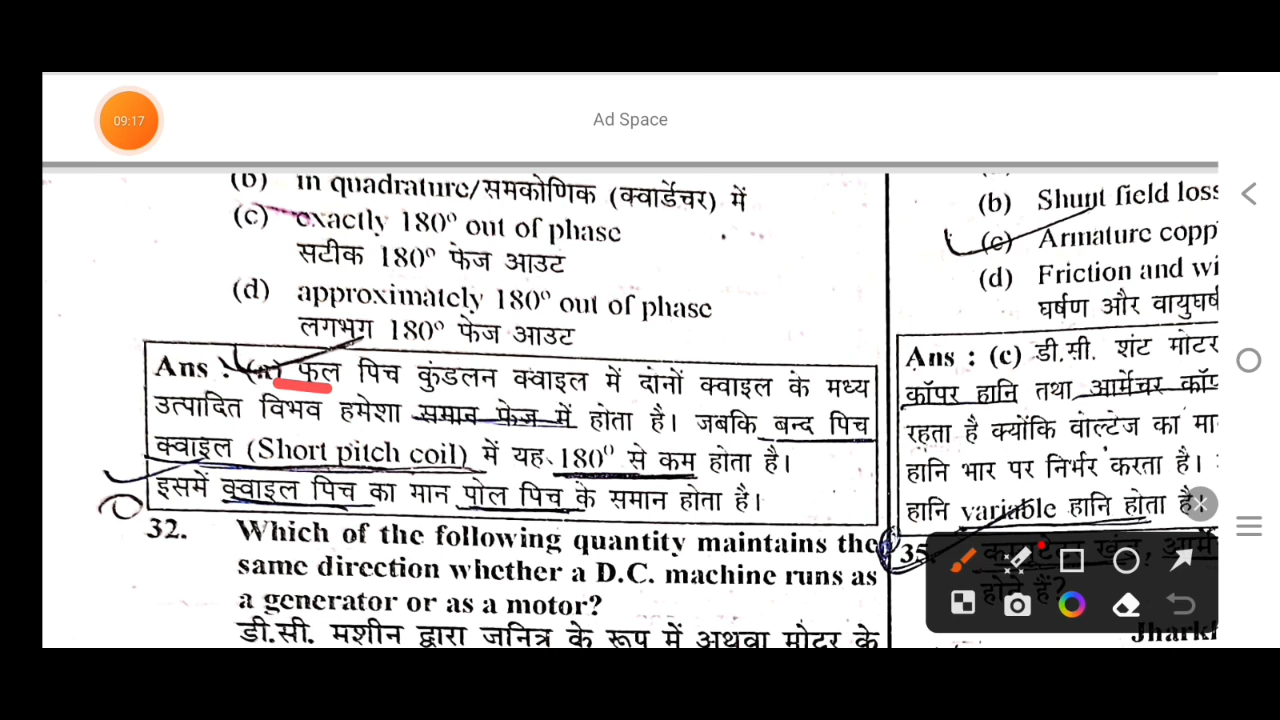 09:17
Ad Space
(b) in quadrature/समकोणिक (क्वार्डेचर) में
(c) exactly 180° out of phase
सटीक 180° फेज आउट
(d) approximately 180° out of phase
लगभग 180° फेज आउट
Ans : (a) फुल पिच कुंडलन क्वाइल में दोनों क्वाइल के मध्य
उत्पादित विभव हमेशा समान फेज में होता है। जबकि बन्द पिच
क्वाइल (Short pitch coil) में यह 180° से कम होता है।
इसमें क्वाइल पिच का मान पोल पिच के समान होता है।
32. Which of the following quantity maintains the
same direction whether a D.C. machine runs as
a generator or as a motor?
डी.सी. मशीन द्वारा जनित्र के रूप में अथवा मोटर के
(b) Shunt field loss
(c) Armature copp
(d) Friction and wi
घर्षण और वायुघर्ष
Ans : (c) डी.सी. शंट मोटर
कॉपर हानि तथा आर्मेचर कॉप
रहता है क्योंकि वोल्टेज का मा
हानि भार पर निर्भर करता है।
हानि variable हानि होता है।
35.
होते हैं?
Jharkh